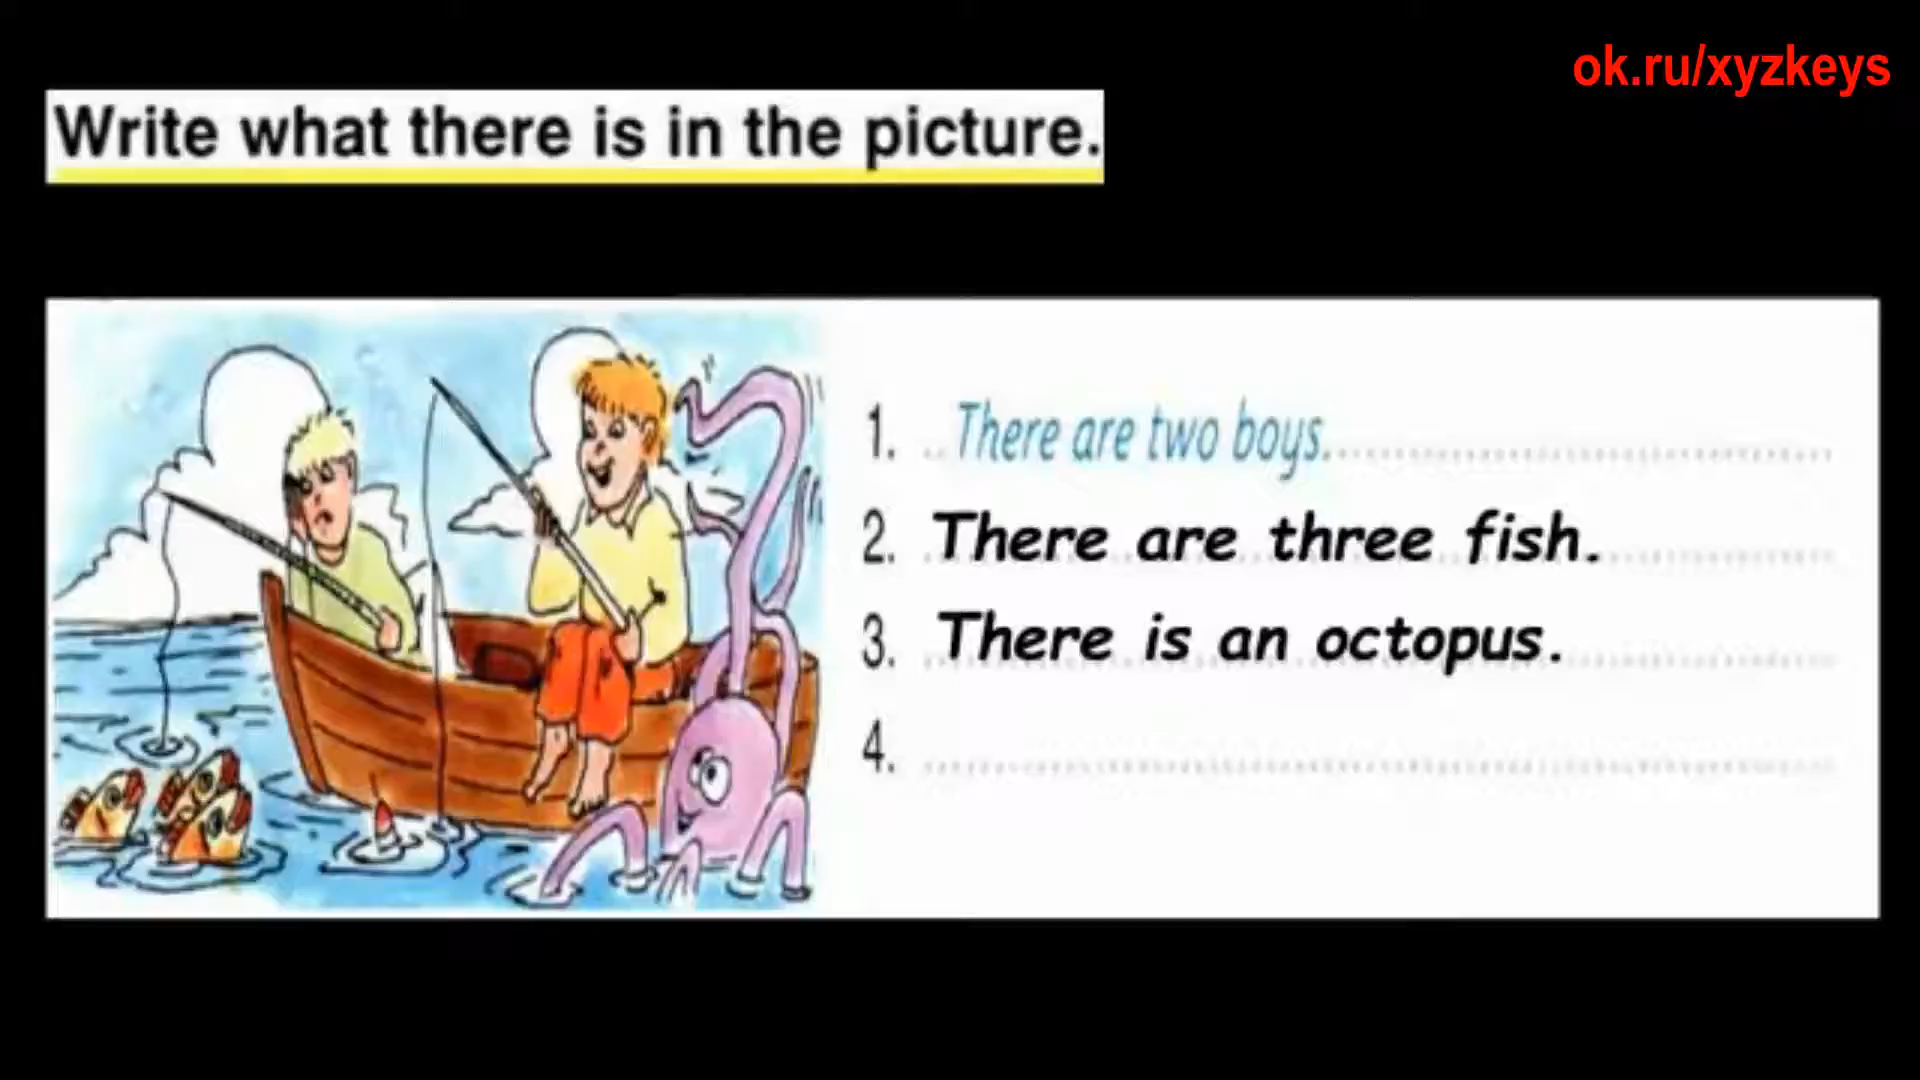 ok.ru/xyzkeys
Write what there is in the picture.
1. There are two boys.
2. There are three fish.
3. There is an octopus.
4.